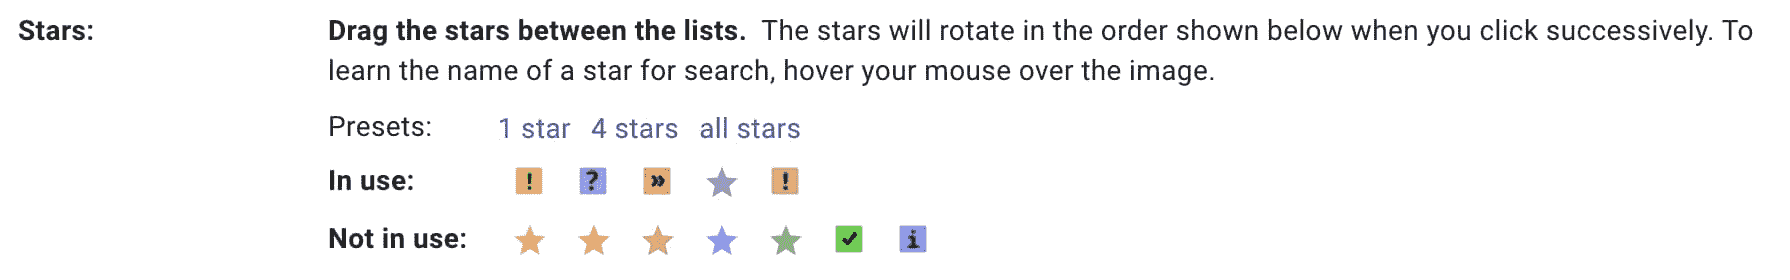 Stars:
Drag the stars between the lists. The stars will rotate in the order shown below when you click successively. To
learn the name of a star for search, hover your mouse over the image.
Presets: 1 star 4 stars all stars
In use: ! ? » !
Not in use: ✓ i